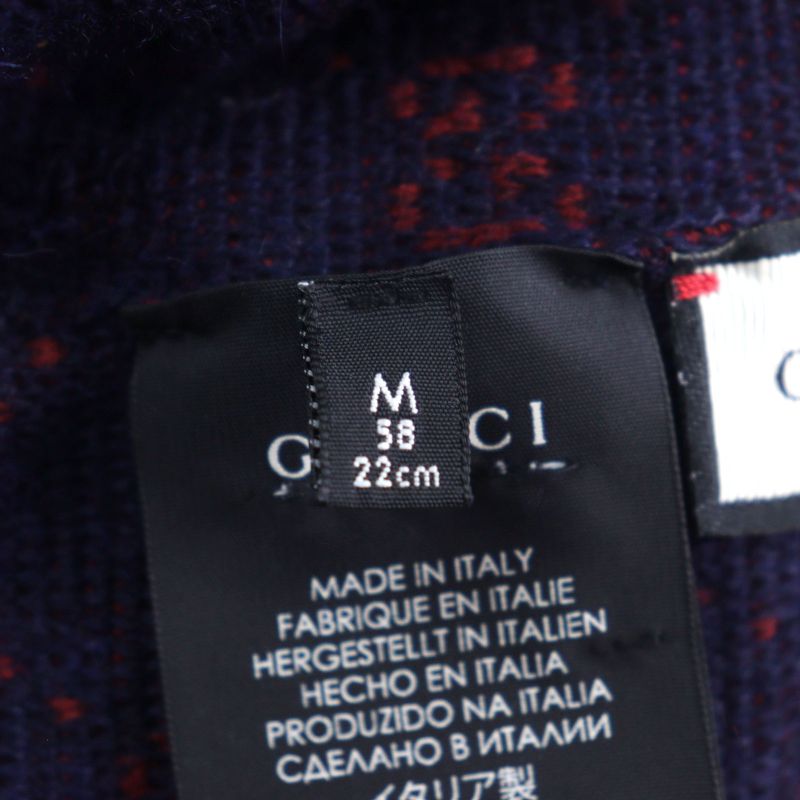 M
58
22cm
G CI
MADE IN ITALY
FABRIQUE EN ITALIE
HERGESTELLT IN ITALIEN
HECHO EN ITALIA
PRODUZIDO NA ITALIA
СДЕЛАНО В ИТАЛИИ
イタリア製